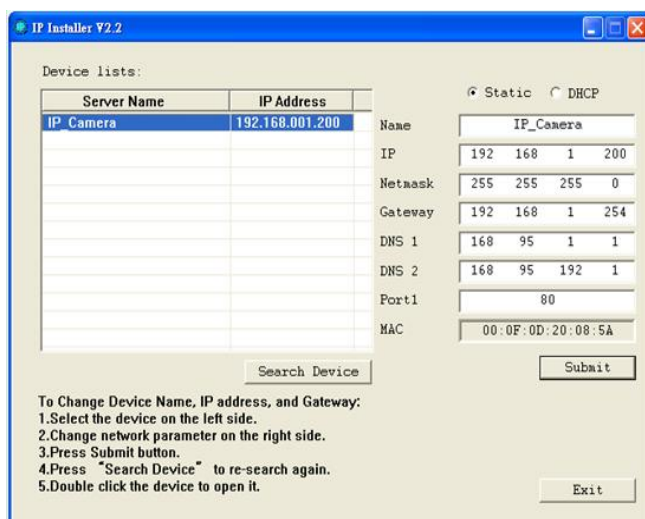 IP Installer V2.2
Device lists:
Static DHCP
Server Name IP Address
IP_Camera 192.168.001.200
Name IP_Camera
IP 192 168 1 200
Netmask 255 255 255 0
Gateway 192 168 1 254
DNS 1 168 95 1 1
DNS 2 168 95 192 1
Port1 80
MAC 00:0F:0D:20:08:5A
Search Device
Submit
To Change Device Name, IP address, and Gateway:
1.Select the device on the left side.
2.Change network parameter on the right side.
3.Press Submit button.
4.Press “Search Device” to re-search again.
5.Double click the device to open it.
Exit